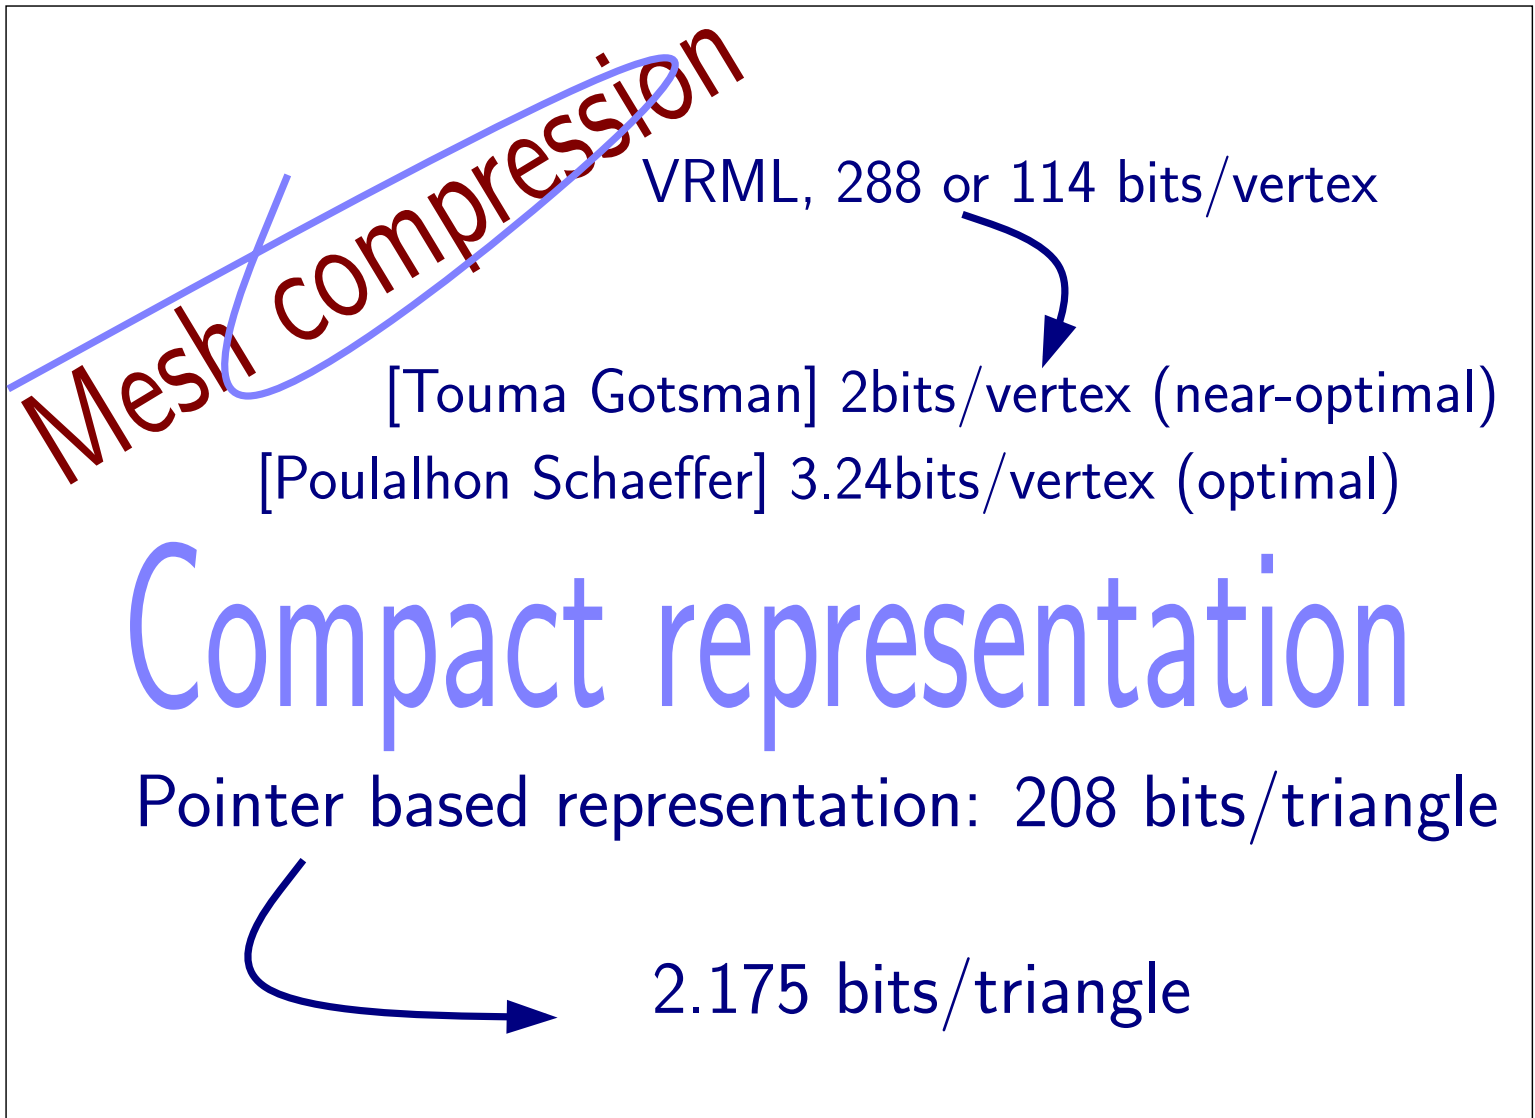 Mesh compression
VRML, 288 or 114 bits/vertex
[Touma Gotsman] 2bits/vertex (near-optimal)
[Poulalhon Schaeffer] 3.24bits/vertex (optimal)
Compact representation
Pointer based representation: 208 bits/triangle
2.175 bits/triangle